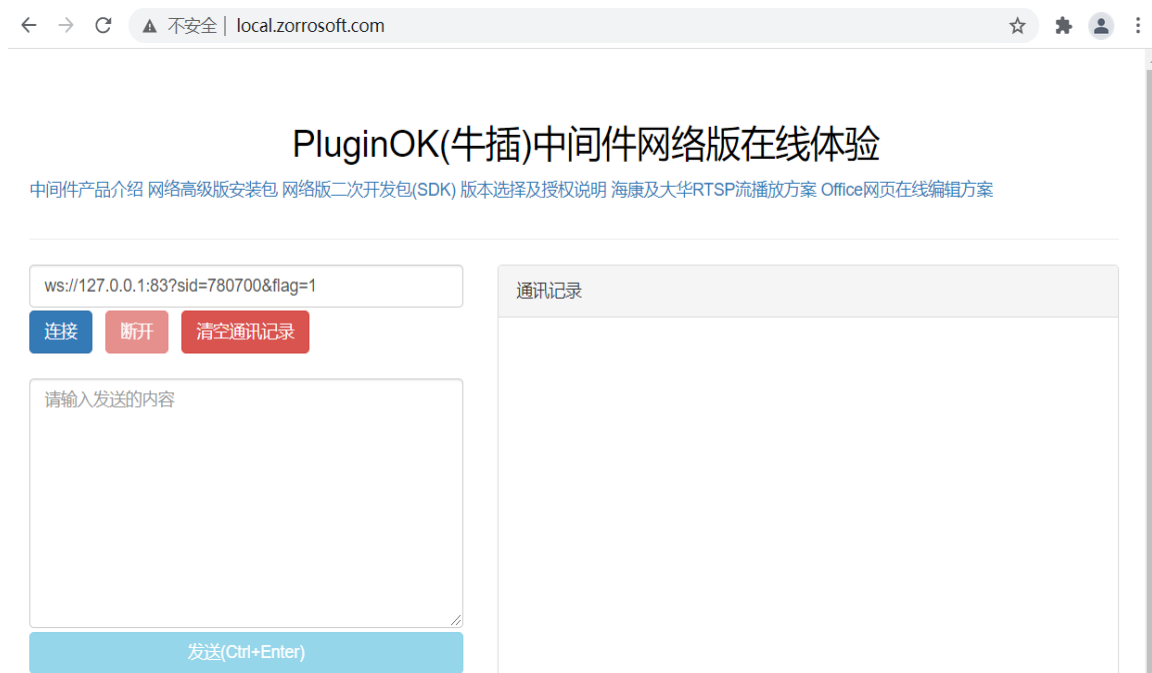 不安全 | local.zorrosoft.com
PluginOK(牛插)中间件网络版在线体验
中间件产品介绍 网络高级版安装包 网络版二次开发包(SDK) 版本选择及授权说明 海康及大华RTSP流播放方案 Office网页在线编辑方案
ws://127.0.0.1:83?sid=780700&flag=1
连接 断开 清空通讯记录
请输入发送的内容
发送(Ctrl+Enter)
通讯记录